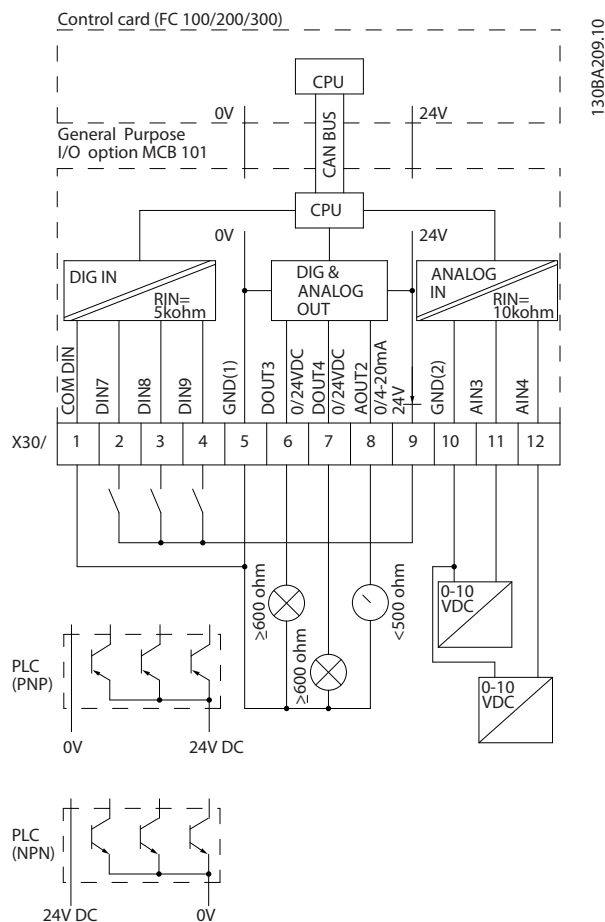 Control card (FC 100/200/300)
130BA209.10
CPU
0V
24V
CAN BUS
General Purpose
I/O option MCB 101
CPU
0V
24V
DIG IN
RIN=
5kohm
DIG &
ANALOG
OUT
ANALOG
IN
RIN=
10kohm
COM DIN
DIN7
DIN8
DIN9
GND(1)
DOUT3
0/24VDC
DOUT4
0/24VDC
AOUT2
0/4-20mA
24V
GND(2)
AIN3
AIN4
X30/ 1 2 3 4 5 6 7 8 9 10 11 12
≥600 ohm
≥600 ohm
<500 ohm
0-10
VDC
0-10
VDC
PLC
(PNP)
0V
24V DC
PLC
(NPN)
24V DC
0V